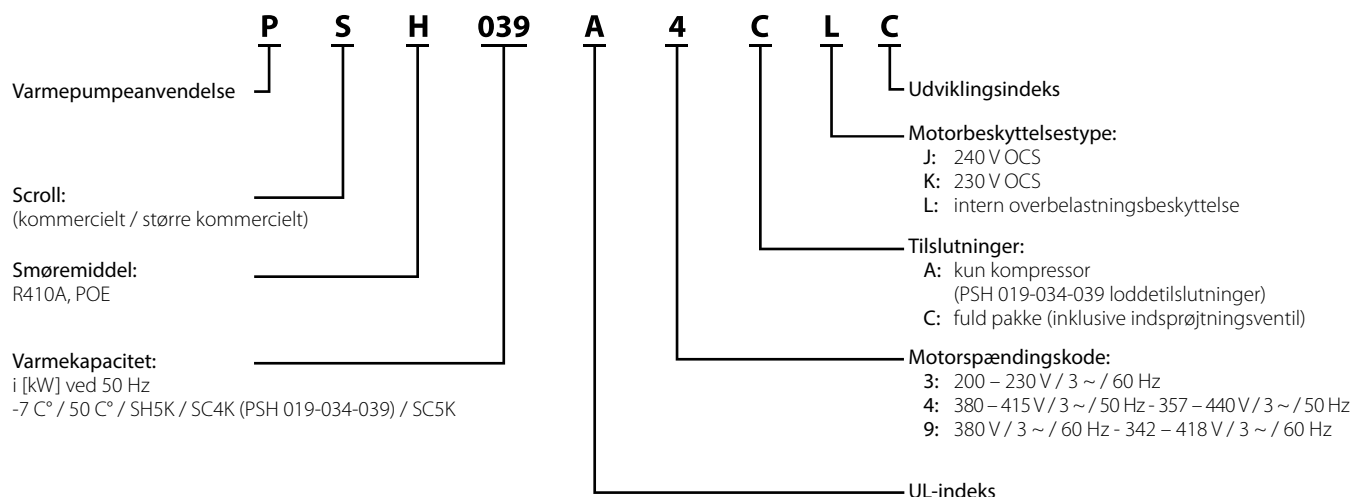 P S H 039 A 4 C L C
Varmepumpeanvendelse
Scroll:
(kommercielt / større kommercielt)
Smøremiddel:
R410A, POE
Varmekapacitet:
i [kW] ved 50 Hz
-7 C° / 50 C° / SH5K / SC4K (PSH 019-034-039) / SC5K
Udviklingsindeks
Motorbeskyttelsestype:
J: 240 V OCS
K: 230 V OCS
L: intern overbelastningsbeskyttelse
Tilslutninger:
A: kun kompressor
(PSH 019-034-039 loddetilslutninger)
C: fuld pakke (inklusive indsprøjtningsventil)
Motorspændingskode:
3: 200 – 230 V / 3 ~ / 60 Hz
4: 380 – 415 V / 3 ~ / 50 Hz - 357 – 440 V / 3 ~ / 50 Hz
9: 380 V / 3 ~ / 60 Hz - 342 – 418 V / 3 ~ / 60 Hz
UL-indeks